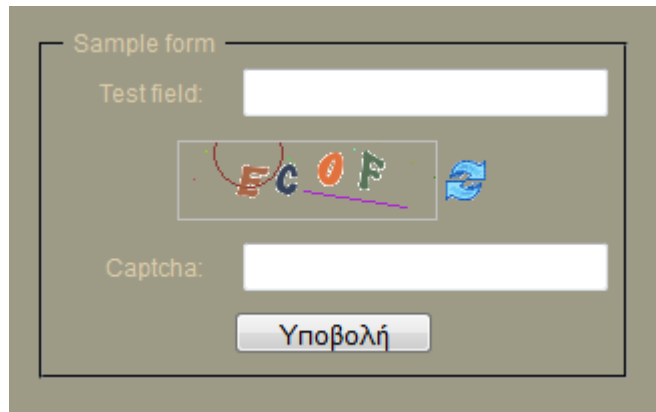 Sample form
Test field:
ECOF
Captcha:
Υποβολή